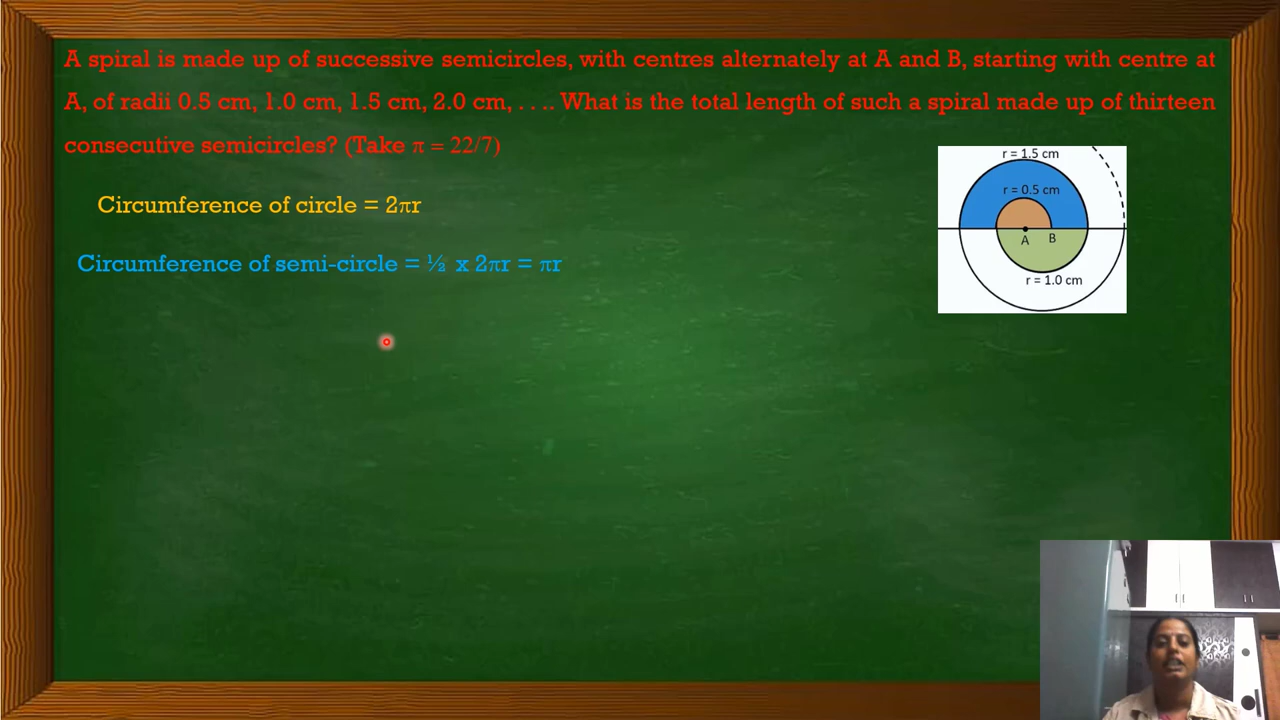 A spiral is made up of successive semicircles, with centres alternately at A and B, starting with centre at
A, of radii 0.5 cm, 1.0 cm, 1.5 cm, 2.0 cm, . . .. What is the total length of such a spiral made up of thirteen
consecutive semicircles? (Take π = 22/7)
r = 1.5 cm
r = 0.5 cm
A B
r = 1.0 cm
Circumference of circle = 2πr
Circumference of semi-circle = ½ x 2πr = πr